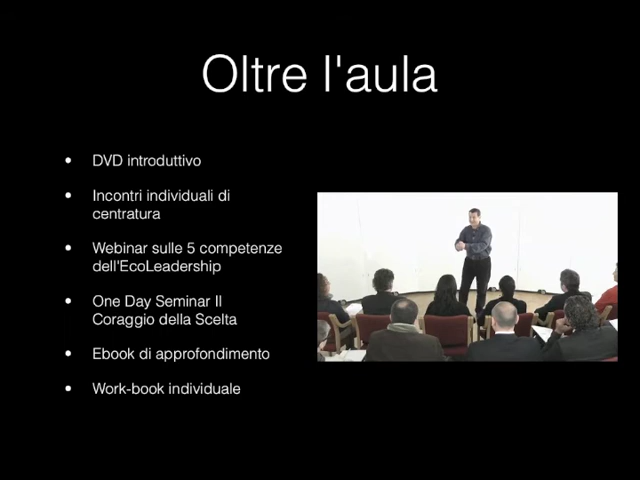 Oltre l'aula
• DVD introduttivo
• Incontri individuali di
centratura
• Webinar sulle 5 competenze
dell'EcoLeadership
• One Day Seminar Il
Coraggio della Scelta
• Ebook di approfondimento
• Work-book individuale